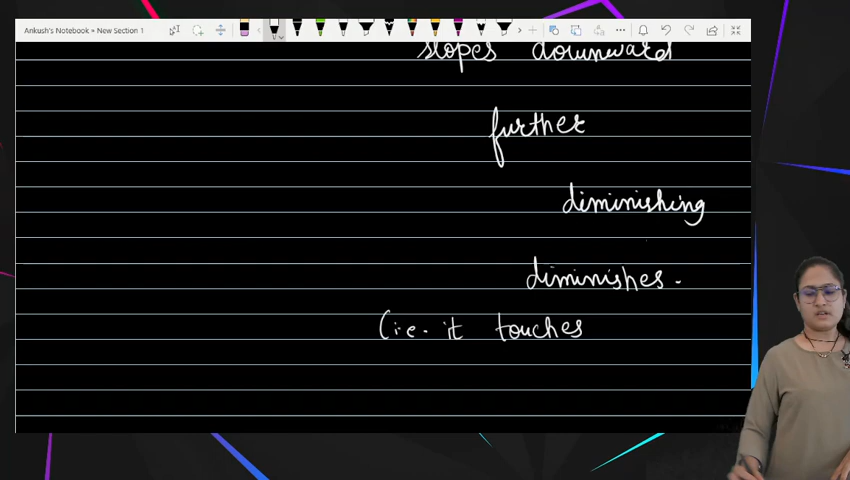 Ankush's Notebook » New Section 1
slopes downward
further
diminishing
diminishes.
(i.e. it touches